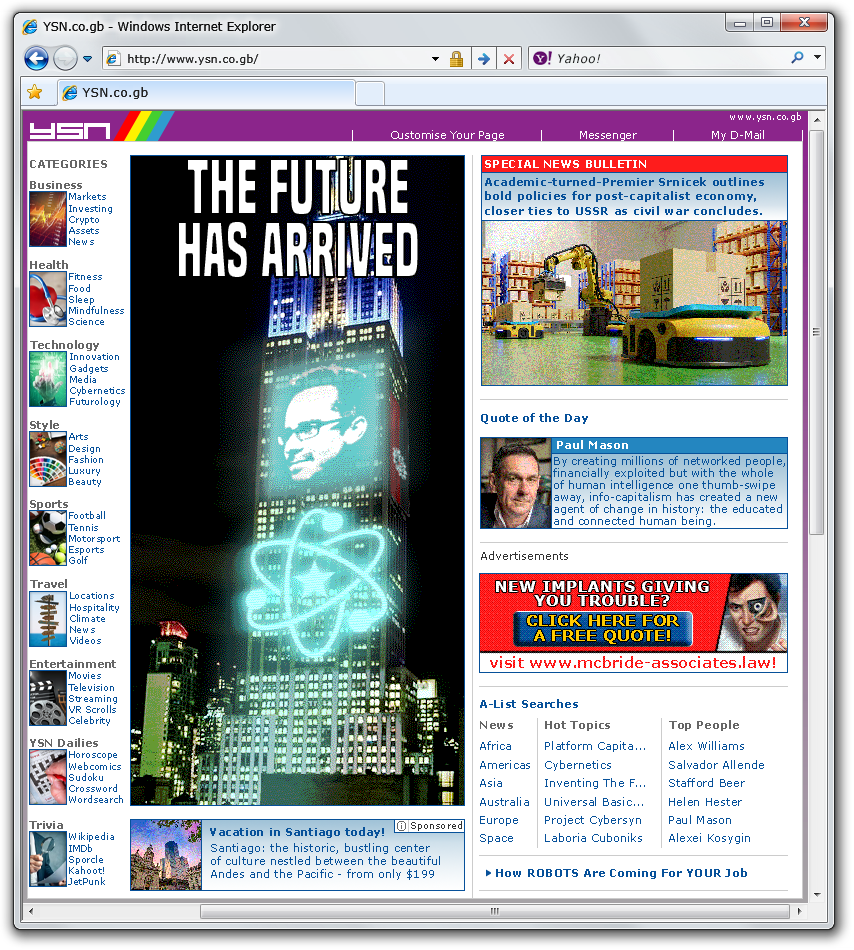 YSN.co.gb - Windows Internet Explorer
http://www.ysn.co.gb/
Y! Yahoo!
YSN.co.gb
www.ysn.co.gb
ysn
Customise Your Page
Messenger
My D-Mail
CATEGORIES
Business
Markets
Investing
Crypto
Assets
News
Health
Fitness
Food
Sleep
Mindfulness
Science
Technology
Innovation
Gadgets
Media
Cybernetics
Futurology
Style
Arts
Design
Fashion
Luxury
Beauty
Sports
Football
Tennis
Motorsport
Esports
Golf
Travel
Locations
Hospitality
Climate
News
Videos
Entertainment
Movies
Television
Streaming
VR Scrolls
Celebrity
YSN Dailies
Horoscope
Webcomics
Sudoku
Crossword
Wordsearch
Trivia
Wikipedia
IMDb
Sporcle
Kahoot!
JetPunk
THE FUTURE
HAS ARRIVED
Vacation in Santiago today!
Sponsored
Santiago: the historic, bustling center
of culture nestled between the beautiful
Andes and the Pacific - from only $199
SPECIAL NEWS BULLETIN
Academic-turned-Premier Srnicek outlines
bold policies for post-capitalist economy,
closer ties to USSR as civil war concludes.
Quote of the Day
Paul Mason
By creating millions of networked people,
financially exploited but with the whole
of human intelligence one thumb-swipe
away, info-capitalism has created a new
agent of change in history: the educated
and connected human being.
Advertisements
NEW IMPLANTS GIVING
YOU TROUBLE?
CLICK HERE FOR
A FREE QUOTE!
visit www.mcbride-associates.law!
A-List Searches
News
Africa
Americas
Asia
Australia
Europe
Space
Hot Topics
Platform Capita...
Cybernetics
Inventing The F...
Universal Basic...
Project Cybersyn
Laboria Cuboniks
Top People
Alex Williams
Salvador Allende
Stafford Beer
Helen Hester
Paul Mason
Alexei Kosygin
How ROBOTS Are Coming For YOUR Job